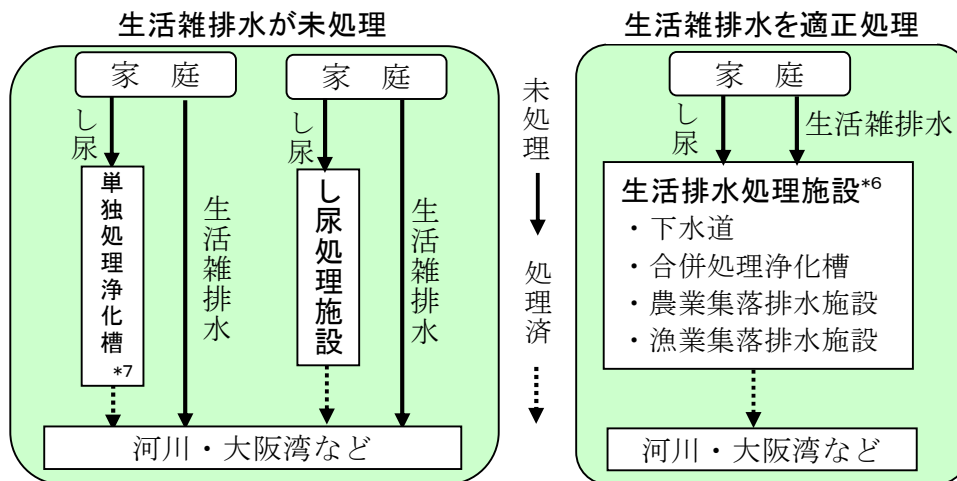 生活雑排水が未処理
家 庭
し尿
単独処理浄化槽
*7
生活雑排水
家 庭
し尿
し尿処理施設
生活雑排水
河川・大阪湾など
未処理
処理済
生活雑排水を適正処理
家 庭
し尿
生活雑排水
生活排水処理施設*6
・下水道
・合併処理浄化槽
・農業集落排水施設
・漁業集落排水施設
河川・大阪湾など